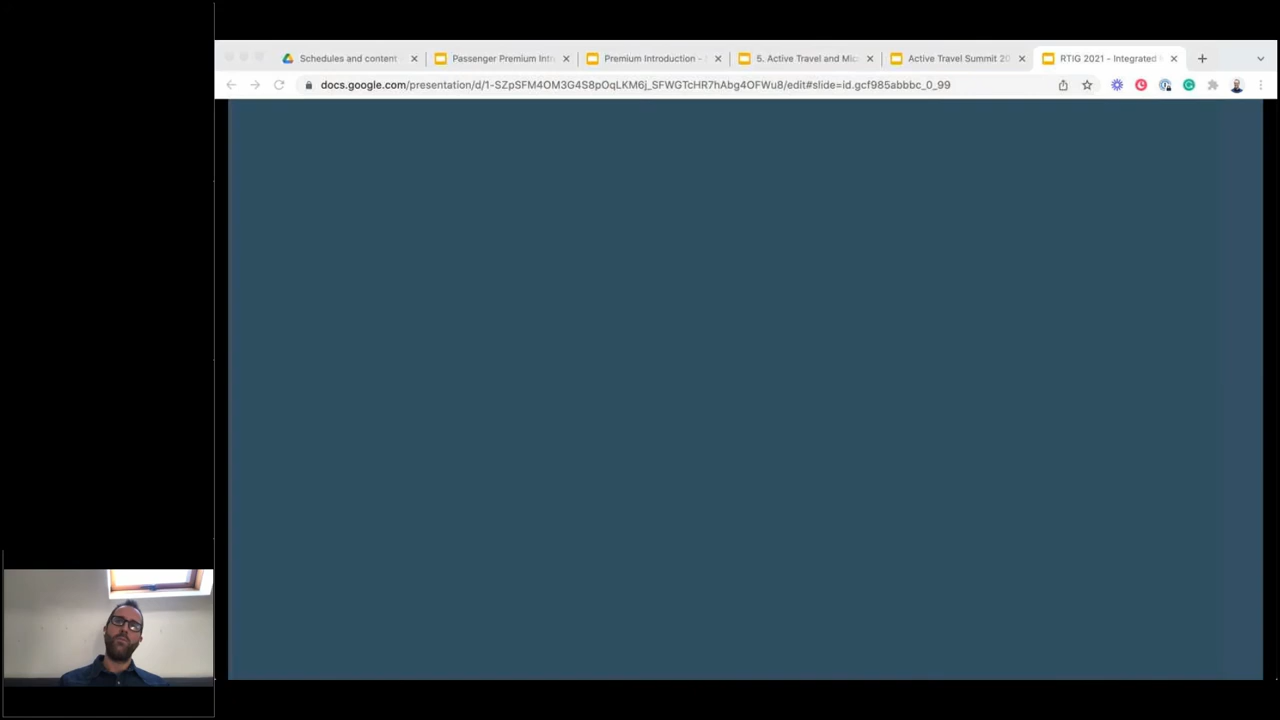 Schedules and content
Passenger Premium Intr
Premium Introduction -
5. Active Travel and Mic
Active Travel Summit 20
RTIG 2021 - Integrated
docs.google.com/presentation/d/1-SZpSFM4OM3G4S8pOqLKM6j_SFWGTcHR7hAbg4OFWu8/edit#slide=id.gcf985abbbc_0_99